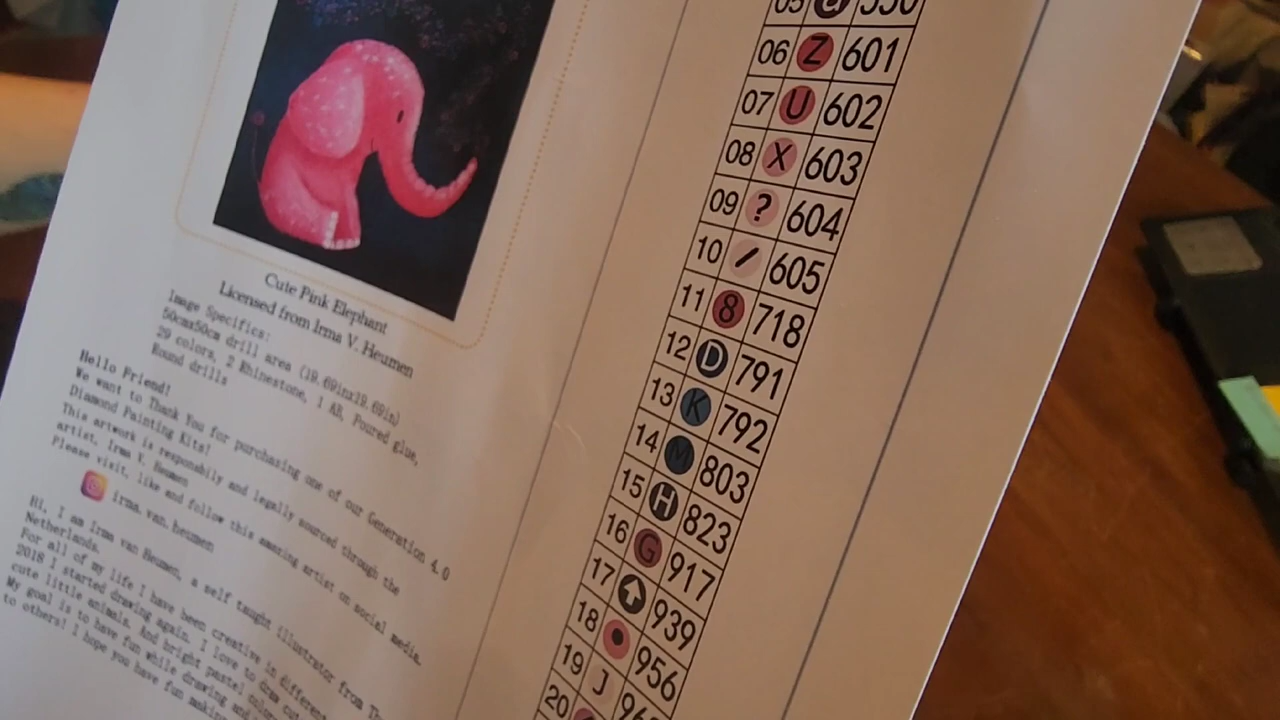 Cute Pink Elephant
Licensed from Irma V. Heumen
Image Specifics:
50cmx50cm drill area (19.69inx19.69in)
29 colors, 2 Rhinestone, 1 AB, Poured glue,
Round drills
Hello Friend!
We want to Thank You for purchasing one of our Generation 4.0
Diamond Painting Kits!
This artwork is responsibly and legally sourced through the
artist, Irma V. Heumen
Please visit, like and follow this amazing artist on social media.
irma.van.heumen
Hi, I am Irma van Heumen, a self taught illustrator from
Netherlands.
For all of my life I have been creative in different
2018 I started drawing again. I love to draw
cute little animals. And bright pastel
My goal is to have fun while drawing and
to others! I hope you have fun
05
06 Z 601
07 U 602
08 X 603
09 ? 604
10 / 605
11 8 718
12 D 791
13 K 792
14 M 803
15 H 823
16 G 917
17 939
18 956
19 J
20